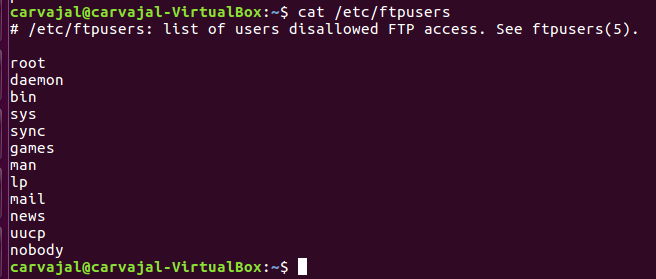 carvajal@carvajal-VirtualBox:~$ cat /etc/ftpusers
# /etc/ftpusers: list of users disallowed FTP access. See ftpusers(5).
root
daemon
bin
sys
sync
games
man
lp
mail
news
uucp
nobody
carvajal@carvajal-VirtualBox:~$